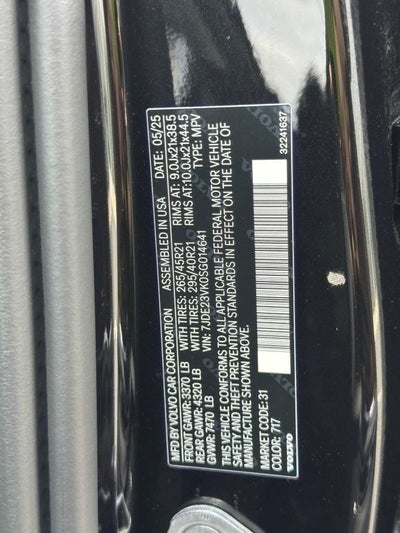 MFD BY VOLVO CAR CORPORATION ASSEMBLED IN USA DATE: 05/25
FRONT GAWR: 3370 LB WITH TIRES: 265/45R21 RIMS AT: 9.0Jx21x38.5
REAR GAWR: 4320 LB WITH TIRES: 295/40R21 RIMS AT: 10.0Jx21x44.5
GVWR: 7470 LB VIN: 7JDE23VK0SG014641 TYPE: MPV
THIS VEHICLE CONFORMS TO ALL APPLICABLE FEDERAL MOTOR VEHICLE
SAFETY AND THEFT PREVENTION STANDARDS IN EFFECT ON THE DATE OF
MANUFACTURE SHOWN ABOVE.
MARKET CODE: 31
COLOR: 717
VOLVO
32241637